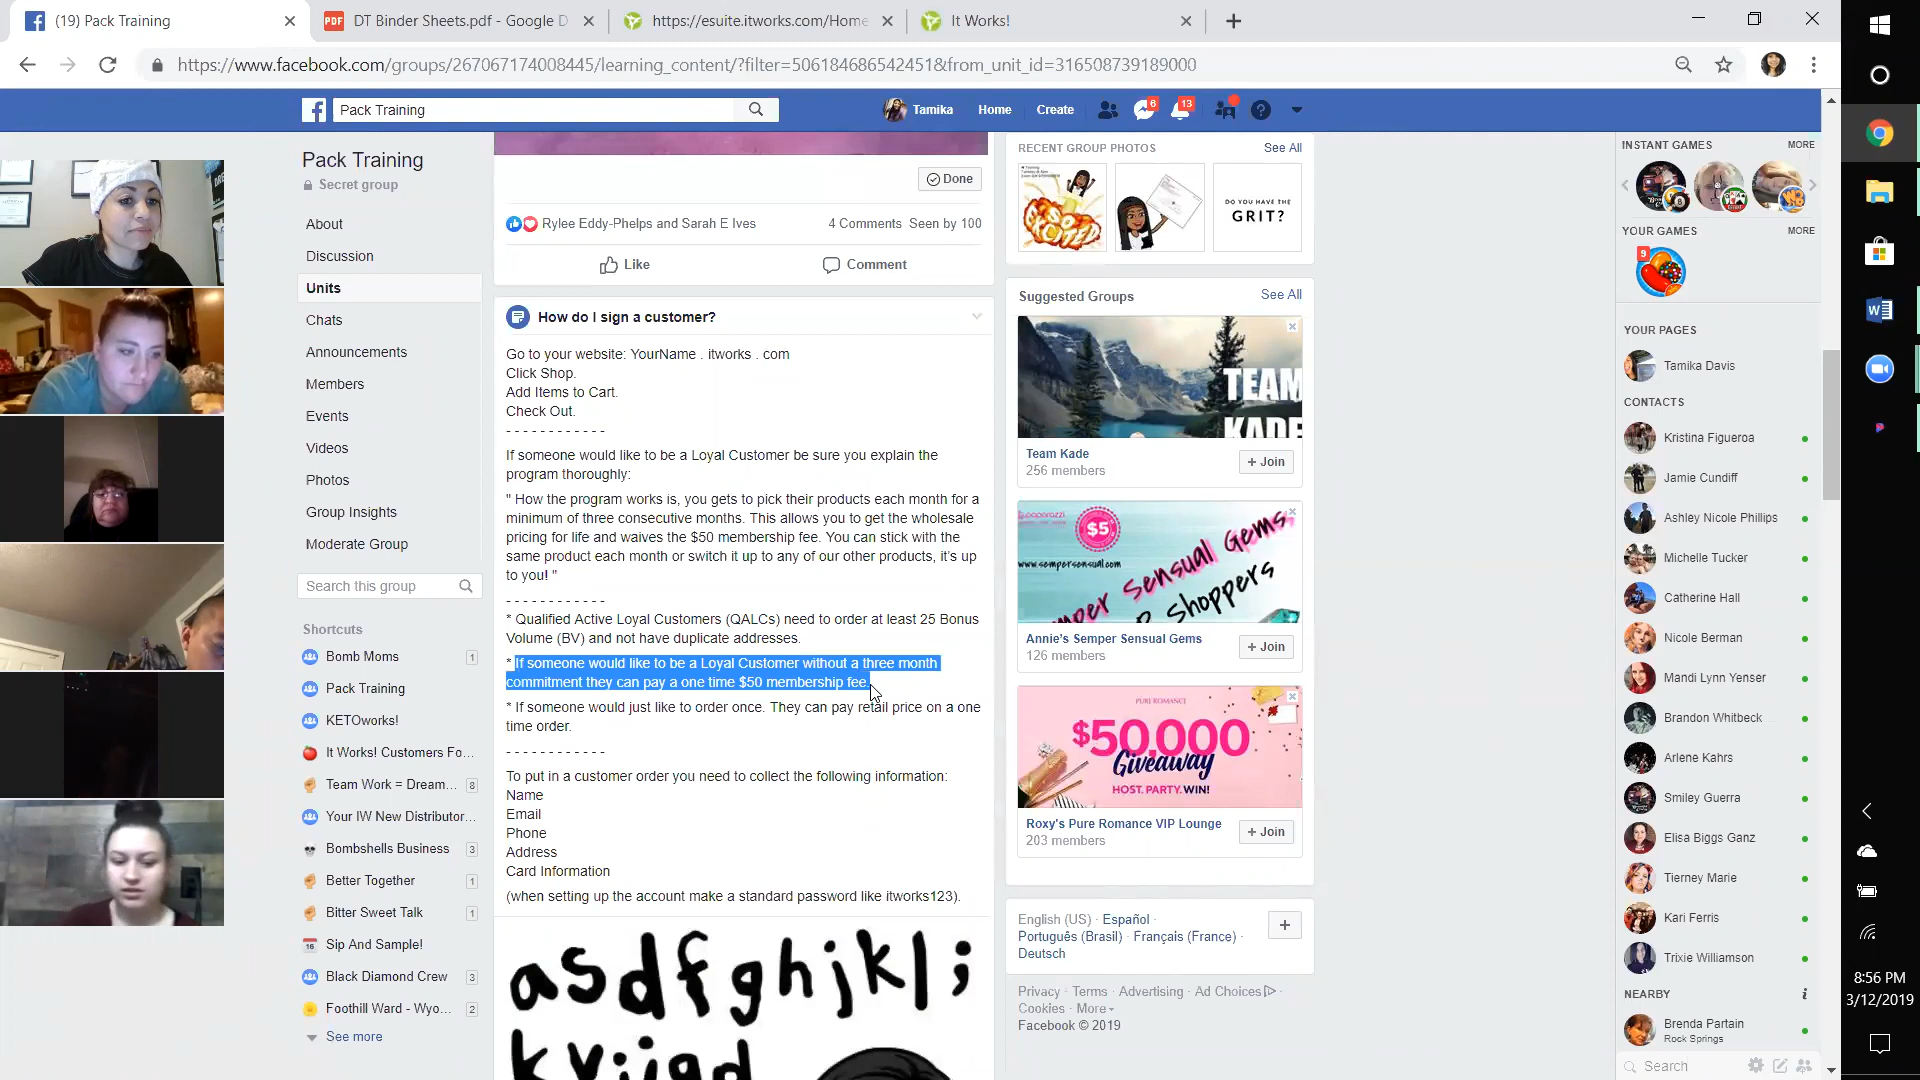 (19) Pack Training
DT Binder Sheets.pdf - Google D
https://esuite.itworks.com/Home
It Works!
https://www.facebook.com/groups/267067174008445/learning_content/?filter=506184686542451&from_unit_id=316508739189000
Pack Training
Tamika
Home
Create
6
13
Pack Training
Secret group
About
Discussion
Units
Chats
Announcements
Members
Events
Videos
Photos
Group Insights
Moderate Group
Search this group
Shortcuts
Bomb Moms 1
Pack Training
KETOworks!
It Works! Customers Fo...
Team Work = Dream... 8
Your IW New Distributor...
Bombshells Business 3
Better Together 1
Bitter Sweet Talk 1
Sip And Sample!
Black Diamond Crew 3
Foothill Ward - Wyo... 2
See more
Done
Rylee Eddy-Phelps and Sarah E Ives
4 Comments Seen by 100
Like
Comment
How do I sign a customer?
Go to your website: YourName . itworks . com
Click Shop.
Add Items to Cart.
Check Out.
- - - - - - - - - - - -
If someone would like to be a Loyal Customer be sure you explain the
program thoroughly:
" How the program works is, you gets to pick their products each month for a
minimum of three consecutive months. This allows you to get the wholesale
pricing for life and waives the $50 membership fee. You can stick with the
same product each month or switch it up to any of our other products, it's up
to you! "
- - - - - - - - - - - -
* Qualified Active Loyal Customers (QALCs) need to order at least 25 Bonus
Volume (BV) and not have duplicate addresses.
* If someone would like to be a Loyal Customer without a three month
commitment they can pay a one time $50 membership fee.
* If someone would just like to order once. They can pay retail price on a one
time order.
- - - - - - - - - - - -
To put in a customer order you need to collect the following information:
Name
Email
Phone
Address
Card Information
(when setting up the account make a standard password like itworks123).
asdfghjkl;
RECENT GROUP PHOTOS
See All
SO EXCITED
DO YOU HAVE THE
GRIT?
Suggested Groups
See All
TEAM
KADE
Team Kade
256 members
+ Join
$5
www.sempersensual.com
Semper Sensual Gems
Shoppers
Annie's Semper Sensual Gems
126 members
+ Join
PURE ROMANCE
$50,000
Giveaway
HOST. PARTY. WIN!
Roxy's Pure Romance VIP Lounge
203 members
+ Join
English (US) · Español ·
Português (Brasil) · Français (France) ·
Deutsch
Privacy · Terms · Advertising · Ad Choices ·
Cookies · More
Facebook © 2019
INSTANT GAMES
MORE
YOUR GAMES
MORE
9
YOUR PAGES
Tamika Davis
CONTACTS
Kristina Figueroa
Jamie Cundiff
Ashley Nicole Phillips
Michelle Tucker
Catherine Hall
Nicole Berman
Mandi Lynn Yenser
Brandon Whitbeck
Arlene Kahrs
Smiley Guerra
Elisa Biggs Ganz
Tierney Marie
Kari Ferris
Trixie Williamson
NEARBY
Brenda Partain
Rock Springs
Search
8:56 PM
3/12/2019